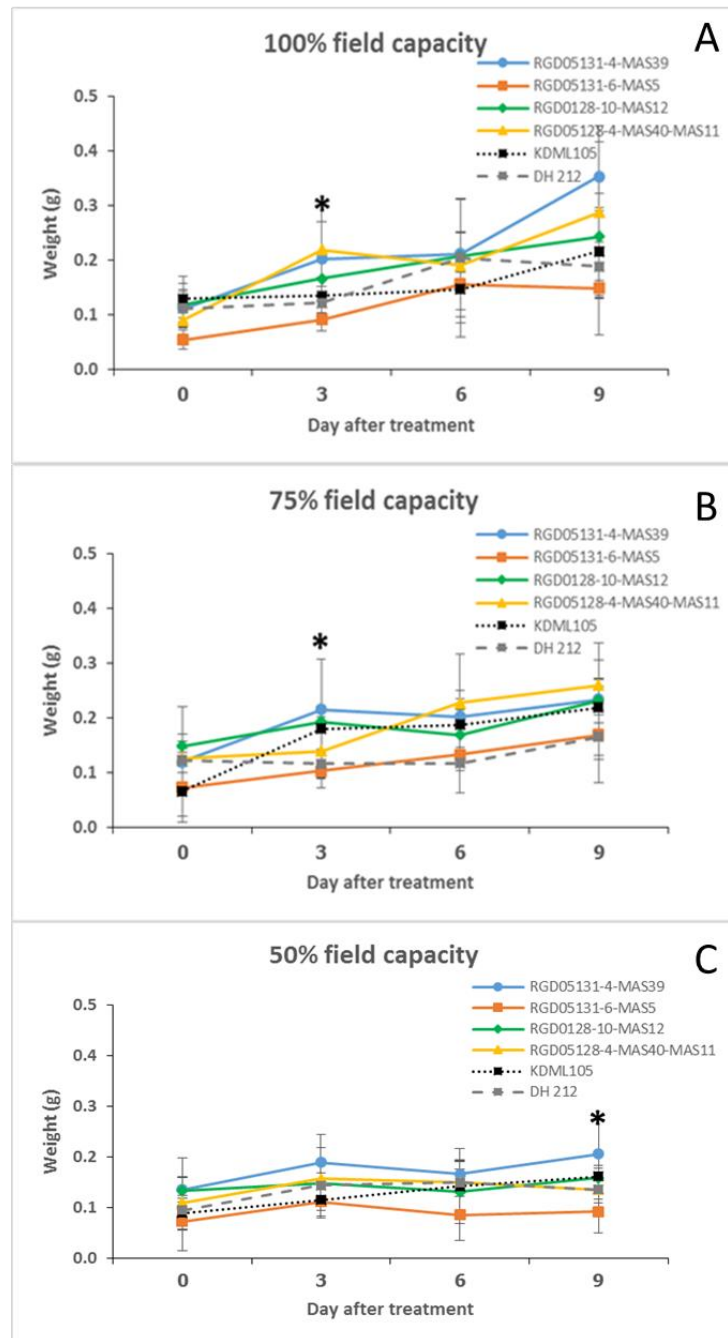 100% field capacity
A
RGD05131-4-MAS39
RGD05131-6-MAS5
RGD0128-10-MAS12
RGD05128-4-MAS40-MAS11
KDML105
DH 212
0.5
0.4
0.3
0.2
0.1
0.0
Weight (g)
*
0 3 6 9
Day after treatment
75% field capacity
B
RGD05131-4-MAS39
RGD05131-6-MAS5
RGD0128-10-MAS12
RGD05128-4-MAS40-MAS11
KDML105
DH 212
0.5
0.4
0.3
0.2
0.1
0.0
Weight (g)
*
0 3 6 9
Day after treatment
50% field capacity
C
RGD05131-4-MAS39
RGD05131-6-MAS5
RGD0128-10-MAS12
RGD05128-4-MAS40-MAS11
KDML105
DH 212
0.5
0.4
0.3
0.2
0.1
0.0
Weight (g)
*
0 3 6 9
Day after treatment